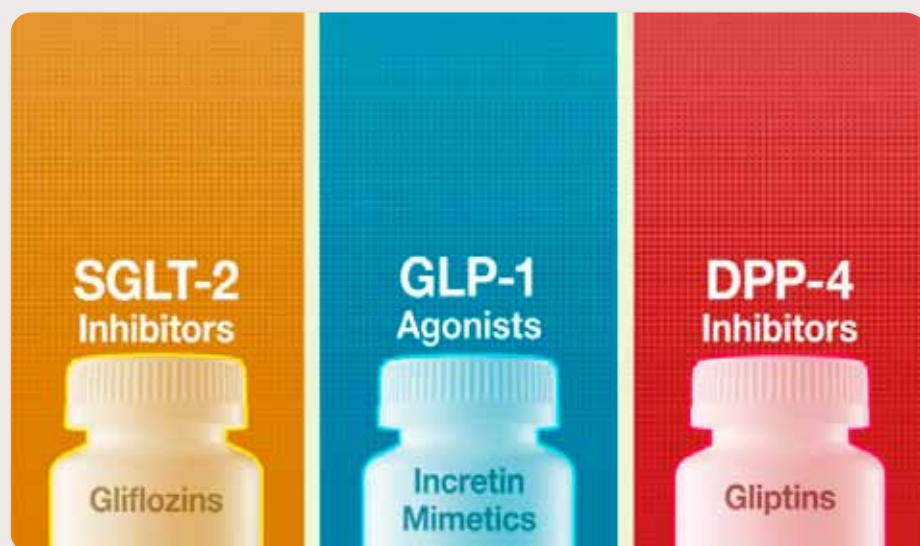 SGLT-2
Inhibitors
Gliflozins
GLP-1
Agonists
Incretin
Mimetics
DPP-4
Inhibitors
Gliptins